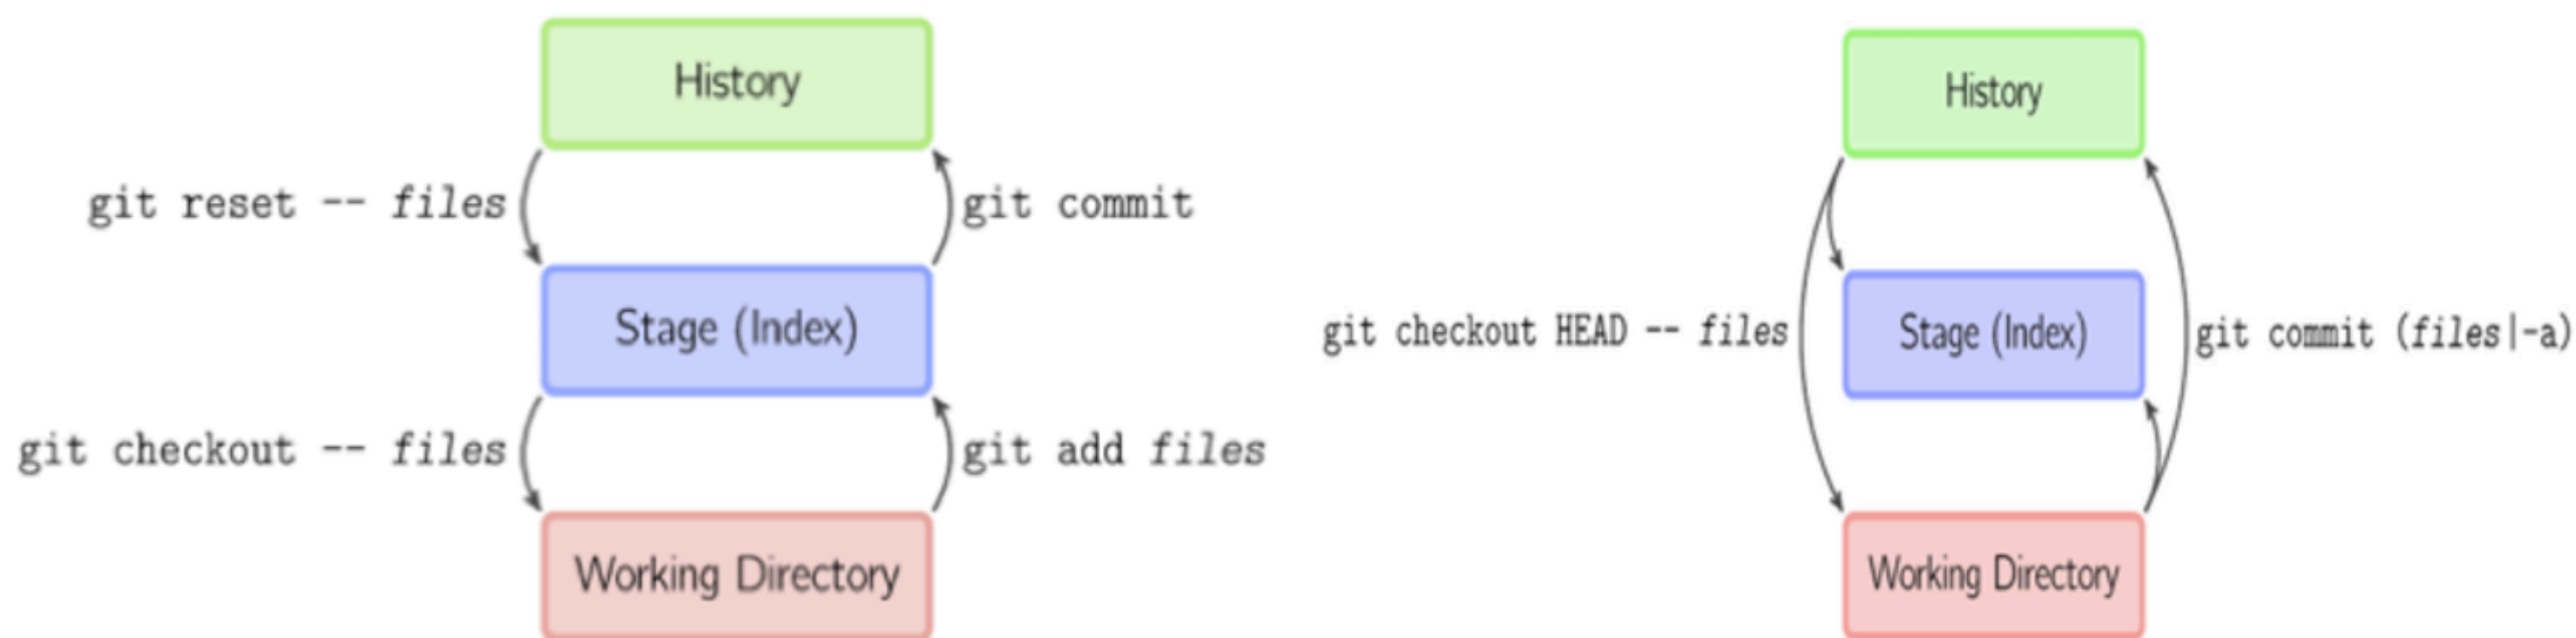 History
git reset -- files
git commit
Stage (Index)
git checkout -- files
git add files
Working Directory
History
git checkout HEAD -- files
Stage (Index)
git commit (files|-a)
Working Directory